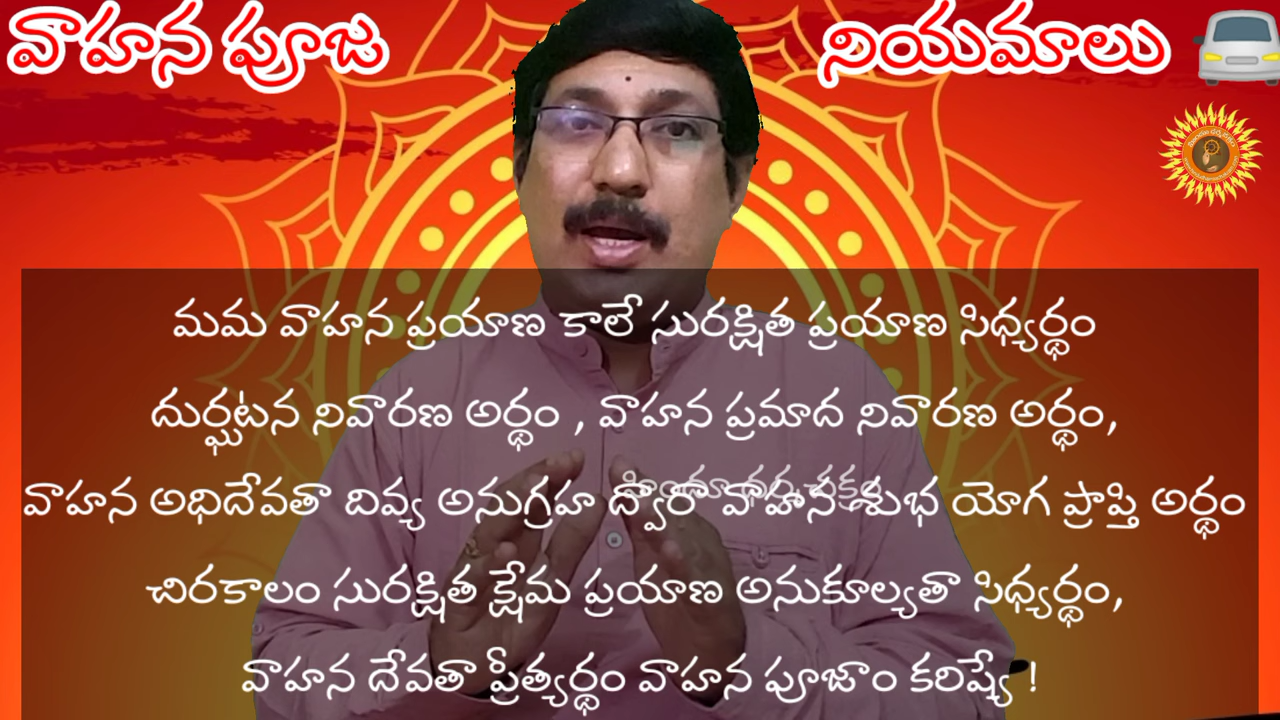 వాహన పూజ నియమాలు
మమ వాహన ప్రయాణ కాలే సురక్షిత ప్రయాణ సిధ్యర్థం
దుర్ఘటన నివారణ అర్థం , వాహన ప్రమాద నివారణ అర్థం,
వాహన అధిదేవతా దివ్య అనుగ్రహ ద్వారా వాహన శుభ యోగ ప్రాప్తి అర్థం
చిరకాలం సురక్షిత క్షేమ ప్రయాణ అనుకూల్యతా సిధ్యర్థం,
వాహన దేవతా ప్రీత్యర్థం వాహన పూజాం కరిష్యే !